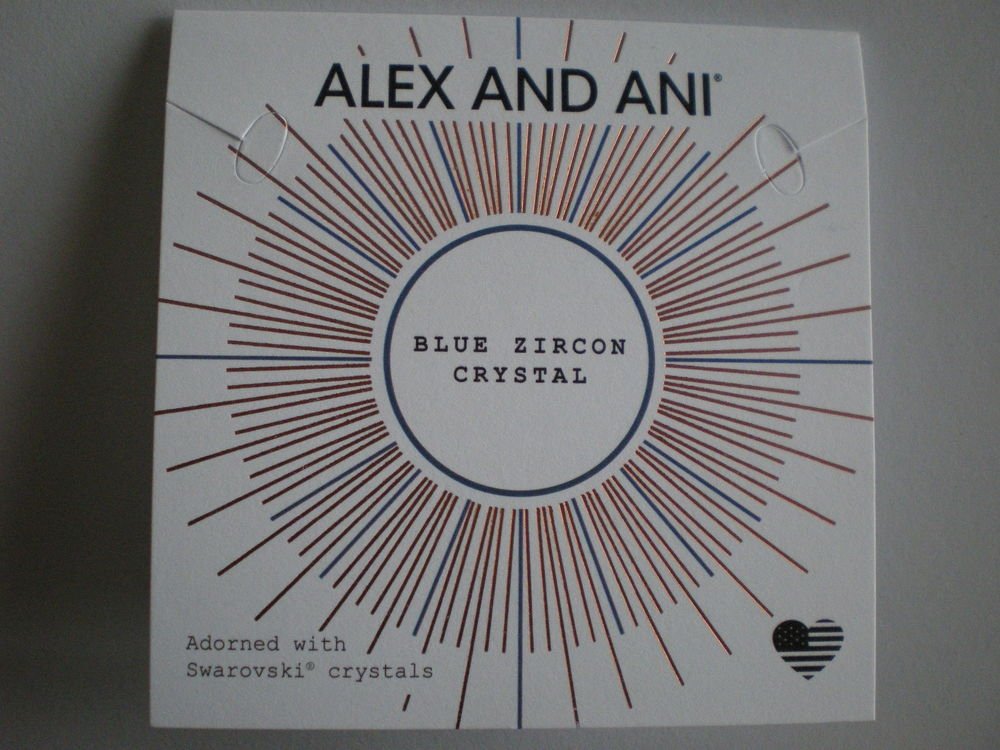 ALEX AND ANI®
BLUE ZIRCON
CRYSTAL
Adorned with
Swarovski® crystals